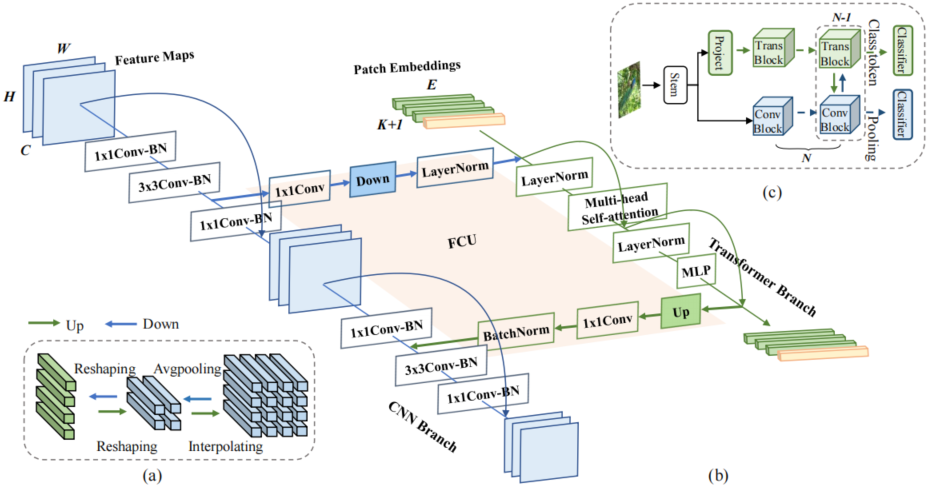 W
Feature Maps
H
C
1x1Conv-BN
3x3Conv-BN
1x1Conv-BN
Patch Embeddings
E
K+1
1x1Conv
Down
LayerNorm
FCU
LayerNorm
Multi-head
Self-attention
LayerNorm
MLP
Transformer Branch
Up
1x1Conv
BatchNorm
1x1Conv-BN
3x3Conv-BN
1x1Conv-BN
CNN Branch
(b)
Up
Down
Reshaping
Avgpooling
Reshaping
Interpolating
(a)
Stem
Project
Trans
Block
N-1
Trans
Block
Class token
Classifier
Conv
Block
Conv
Block
Pooling
Classifier
N
(c)